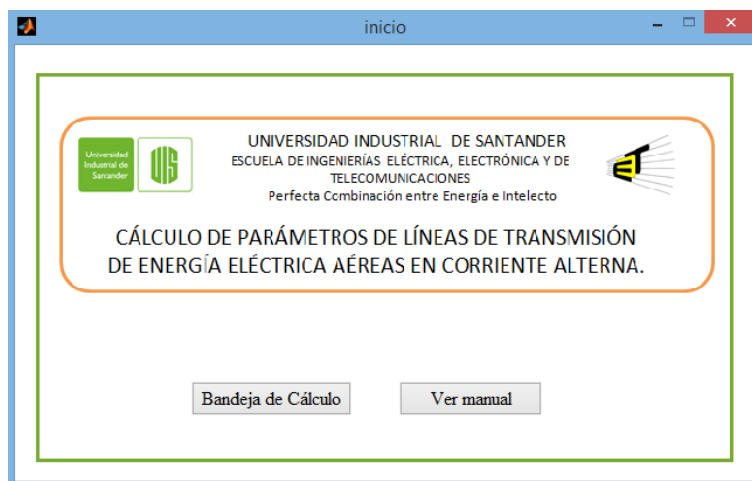 inicio
UNIVERSIDAD INDUSTRIAL DE SANTANDER
ESCUELA DE INGENIERÍAS ELÉCTRICA, ELECTRÓNICA Y DE
TELECOMUNICACIONES
Perfecta Combinación entre Energía e Intelecto
Universidad
Industrial de
Santander
UIS
CÁLCULO DE PARÁMETROS DE LÍNEAS DE TRANSMISIÓN
DE ENERGÍA ELÉCTRICA AÉREAS EN CORRIENTE ALTERNA.
Bandeja de Cálculo
Ver manual